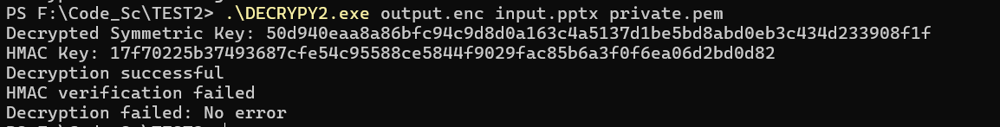 PS F:\Code_Sc\TEST2> .\DECRYPY2.exe output.enc input.pptx private.pem
Decrypted Symmetric Key: 50d940eaa8a86bfc94c9d8d0a163c4a5137d1be5bd8abd0eb3c434d233908f1f
HMAC Key: 17f70225b37493687cfe54c95588ce5844f9029fac85b6a3f0f6ea06d2bd0d82
Decryption successful
HMAC verification failed
Decryption failed: No error